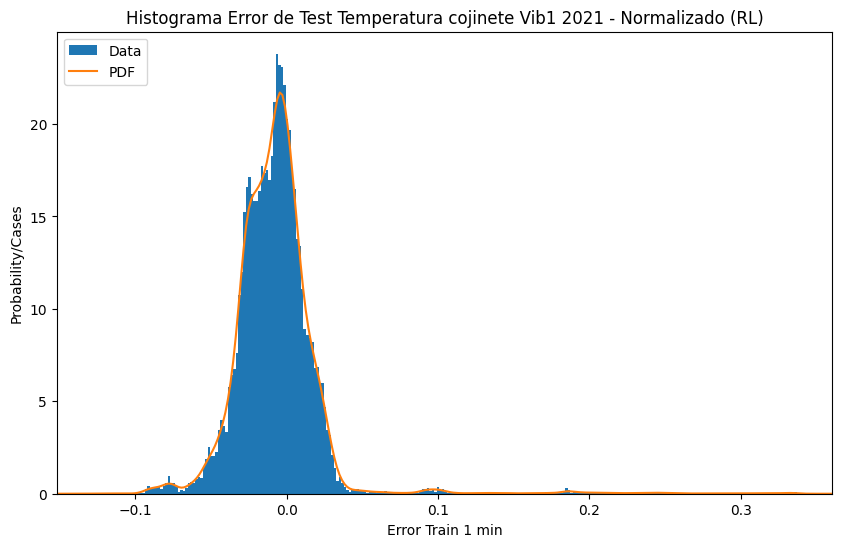 Histograma Error de Test Temperatura cojinete Vib1 2021 - Normalizado (RL)
Data
PDF
Probability/Cases
20
15
10
5
0
−0.1
0.0
0.1
0.2
0.3
Error Train 1 min